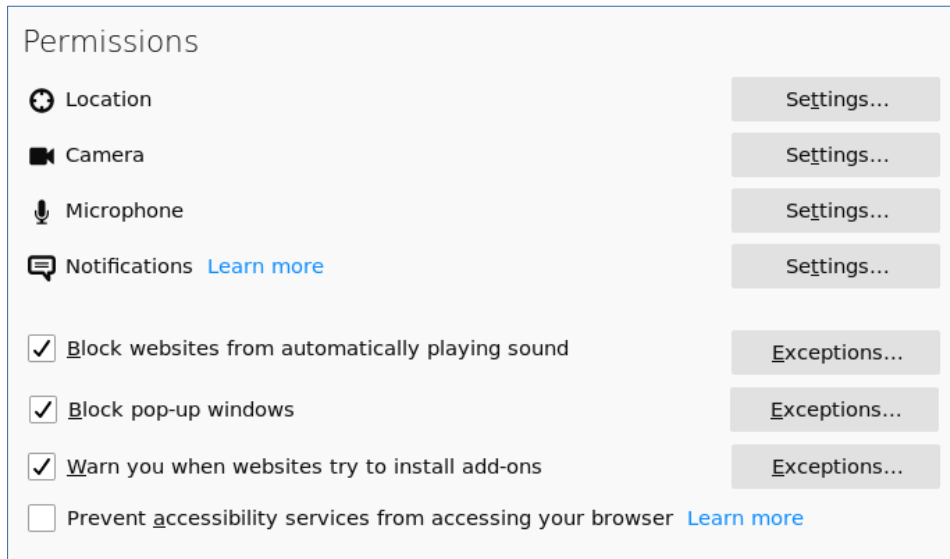 Permissions
Location Settings...
Camera Settings...
Microphone Settings...
Notifications Learn more Settings...
Block websites from automatically playing sound Exceptions...
Block pop-up windows Exceptions...
Warn you when websites try to install add-ons Exceptions...
Prevent accessibility services from accessing your browser Learn more